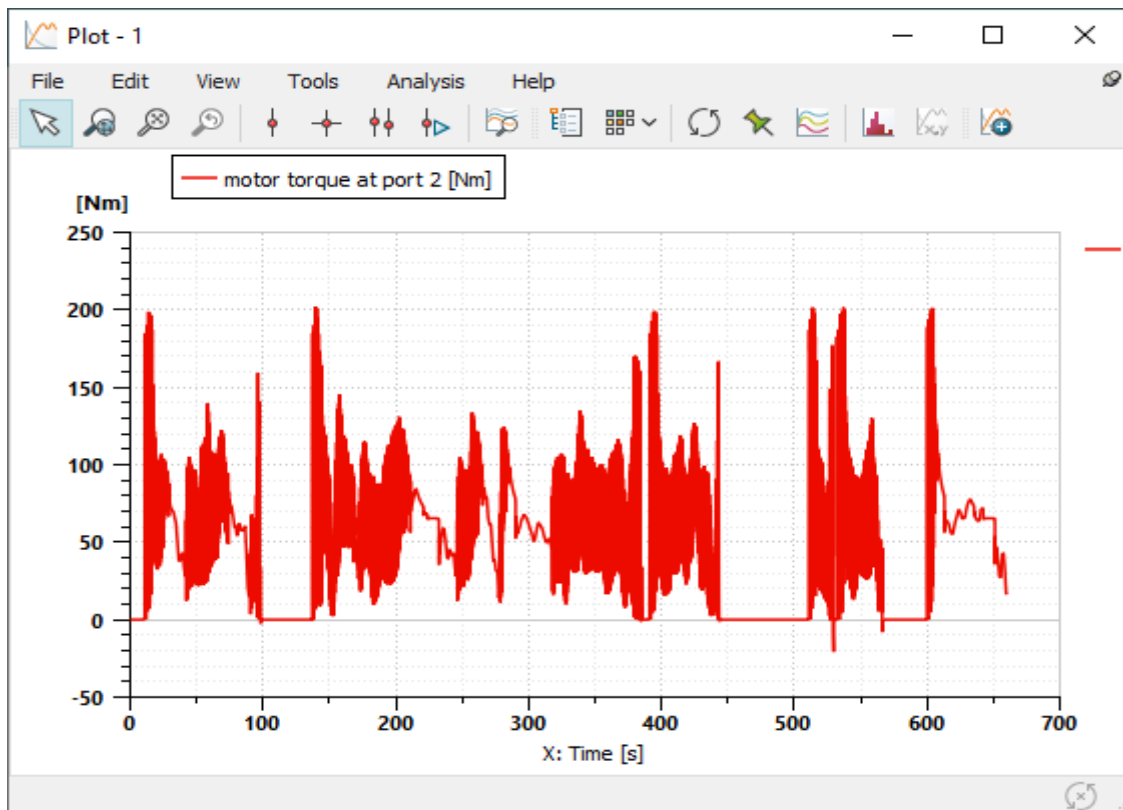 Plot - 1
File Edit View Tools Analysis Help
x,y
motor torque at port 2 [Nm]
[Nm]
250
200
150
100
50
0
-50
0 100 200 300 400 500 600 700
X: Time [s]